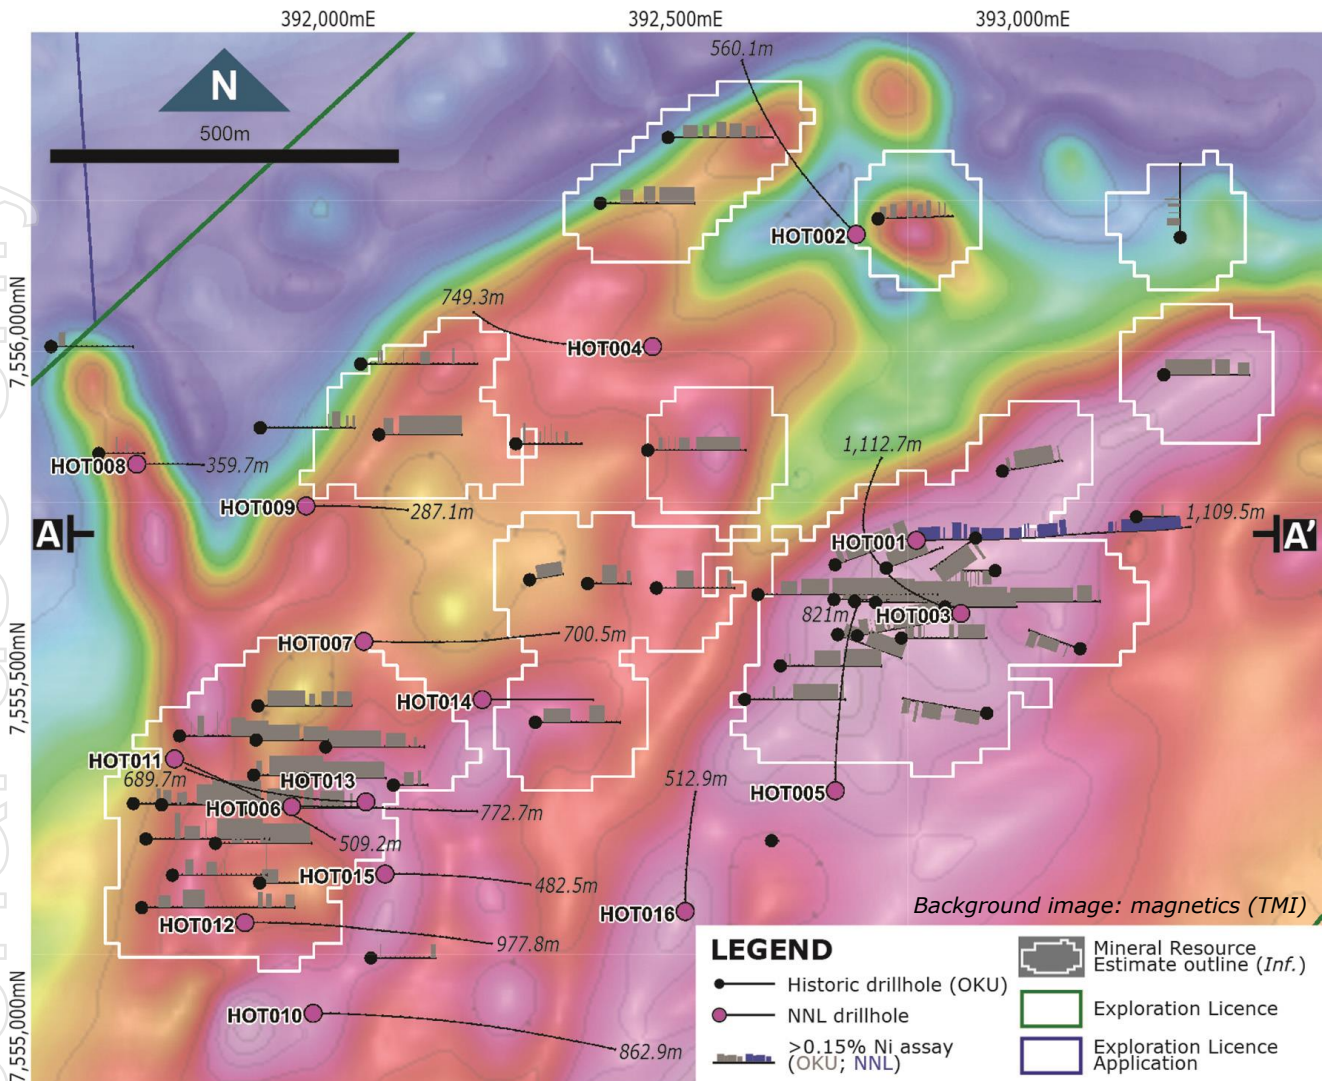 392,000mE
392,500mE
393,000mE
560.1m
N
500m
HOT002
7,556,000mN
749.3m
HOT004
1,112.7m
HOT008
359.7m
HOT009
287.1m
1,109.5m
A
A'
HOT001
821m
HOT003
7,555,500mN
HOT007
700.5m
HOT014
HOT011
689.7m
HOT013
512.9m
HOT005
HOT006
772.7m
509.2m
HOT015
482.5m
HOT016
Background image: magnetics (TMI)
HOT012
977.8m
7,555,000mN
HOT010
862.9m
LEGEND
Historic drillhole (OKU)
NNL drillhole
>0.15% Ni assay
(OKU; NNL)
Mineral Resource
Estimate outline (Inf.)
Exploration Licence
Exploration Licence
Application